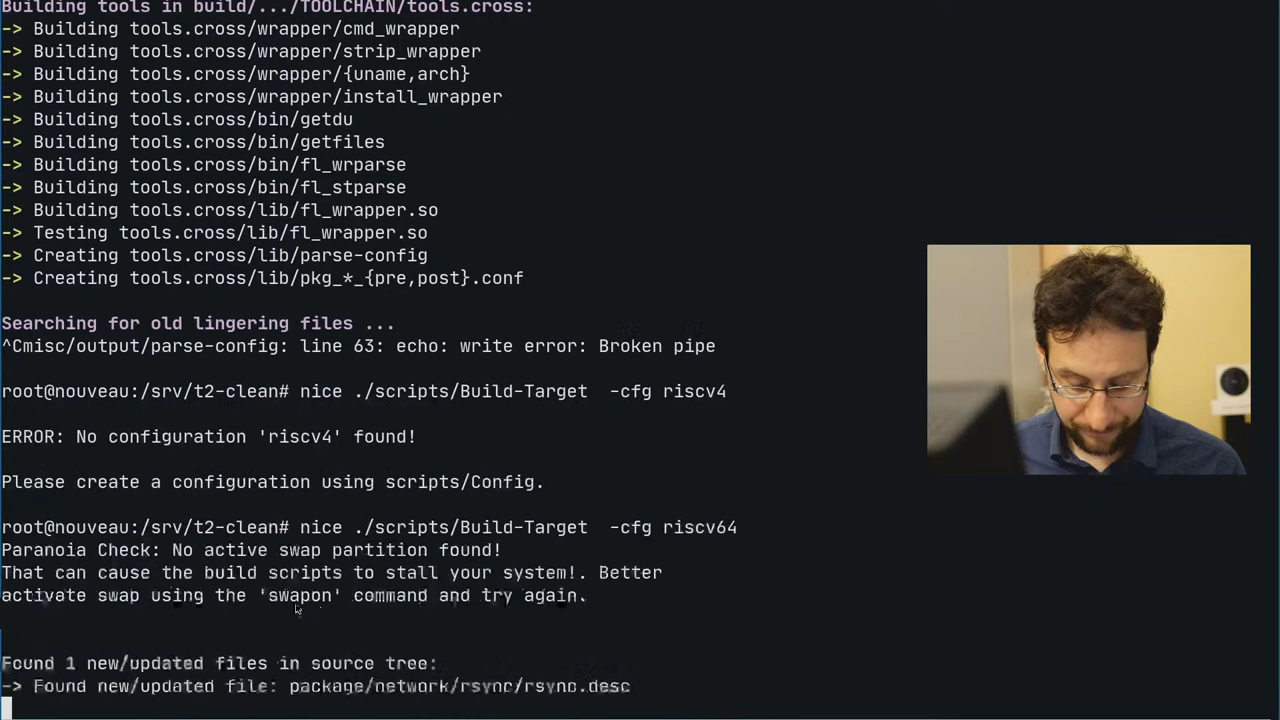 Building tools in build/.../TOOLCHAIN/tools.cross:
-> Building tools.cross/wrapper/cmd_wrapper
-> Building tools.cross/wrapper/strip_wrapper
-> Building tools.cross/wrapper/{uname,arch}
-> Building tools.cross/wrapper/install_wrapper
-> Building tools.cross/bin/getdu
-> Building tools.cross/bin/getfiles
-> Building tools.cross/bin/fl_wrparse
-> Building tools.cross/bin/fl_stparse
-> Building tools.cross/lib/fl_wrapper.so
-> Testing tools.cross/lib/fl_wrapper.so
-> Creating tools.cross/lib/parse-config
-> Creating tools.cross/lib/pkg_*_{pre,post}.conf
Searching for old lingering files ...
^Cmisc/output/parse-config: line 63: echo: write error: Broken pipe
root@nouveau:/srv/t2-clean# nice ./scripts/Build-Target  -cfg riscv4
ERROR: No configuration 'riscv4' found!
Please create a configuration using scripts/Config.
root@nouveau:/srv/t2-clean# nice ./scripts/Build-Target  -cfg riscv64
Paranoia Check: No active swap partition found!
That can cause the build scripts to stall your system!. Better
activate swap using the 'swapon' command and try again.
Found 1 new/updated files in source tree:
-> Found new/updated file: package/network/rsync/rsync.desc